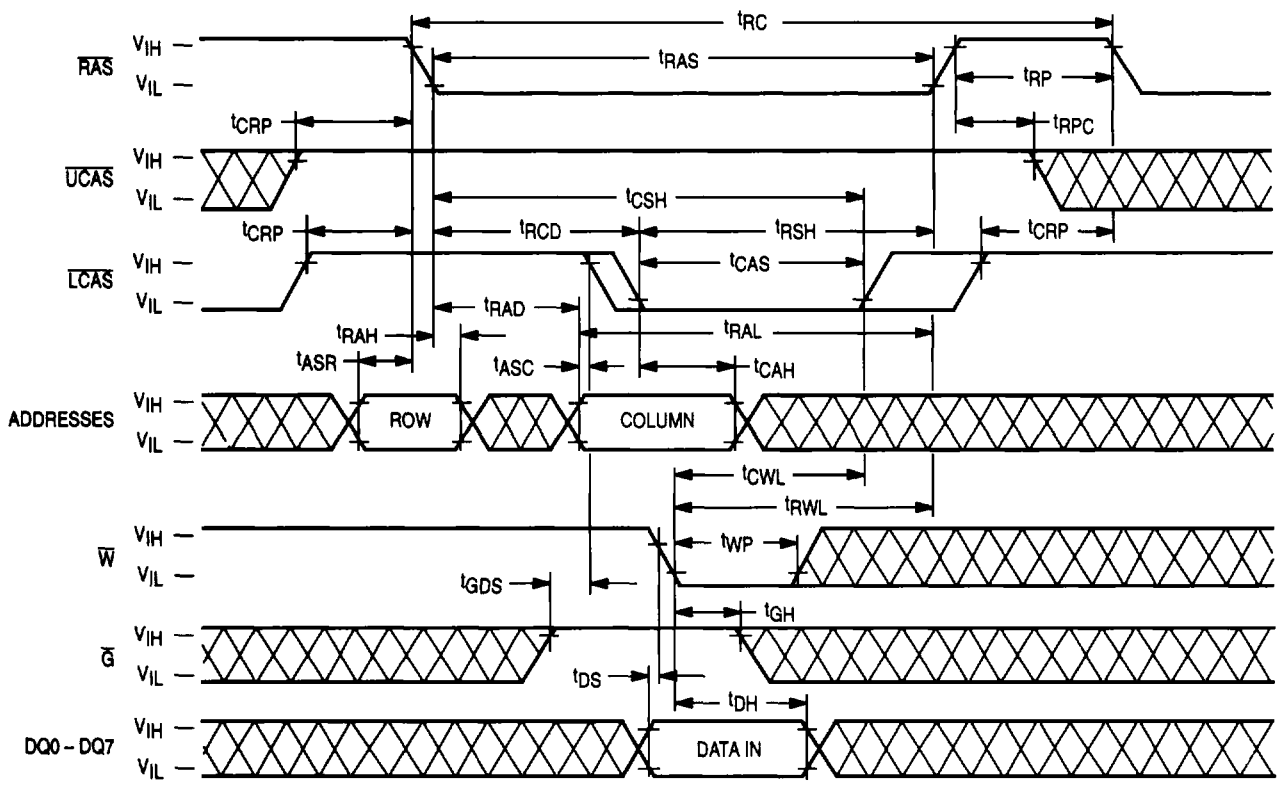 tRC
VIH
RAS
tRAS
VIL
tRP
tCRP
tRPC
VIH
UCAS
VIL
tCSH
tCRP
tRCD
tRSH
tCRP
VIH
LCAS
tCAS
VIL
tRAD
tRAH
tRAL
tASR
tASC
tCAH
VIH
ADDRESSES
ROW
COLUMN
VIL
tCWL
tRWL
VIH
W
tWP
VIL
tGDS
tGH
VIH
G
VIL
tDS
tDH
VIH
DQ0 – DQ7
DATA IN
VIL